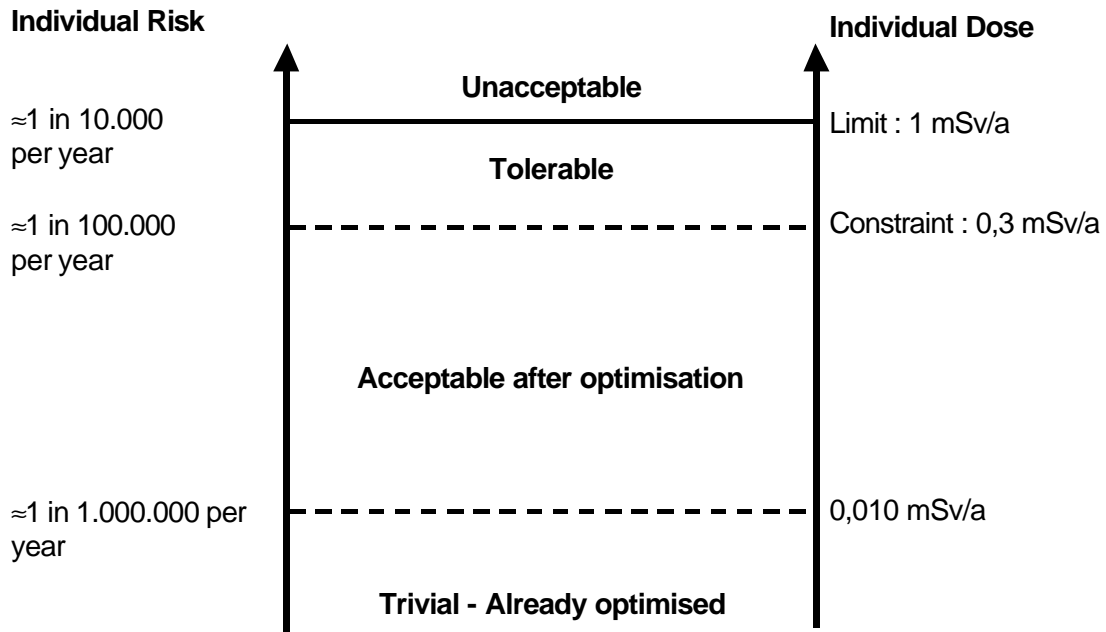 Individual Risk
Individual Dose
Unacceptable
≈1 in 10.000
per year
Limit : 1 mSv/a
Tolerable
≈1 in 100.000
per year
Constraint : 0,3 mSv/a
Acceptable after optimisation
≈1 in 1.000.000 per
year
0,010 mSv/a
Trivial - Already optimised